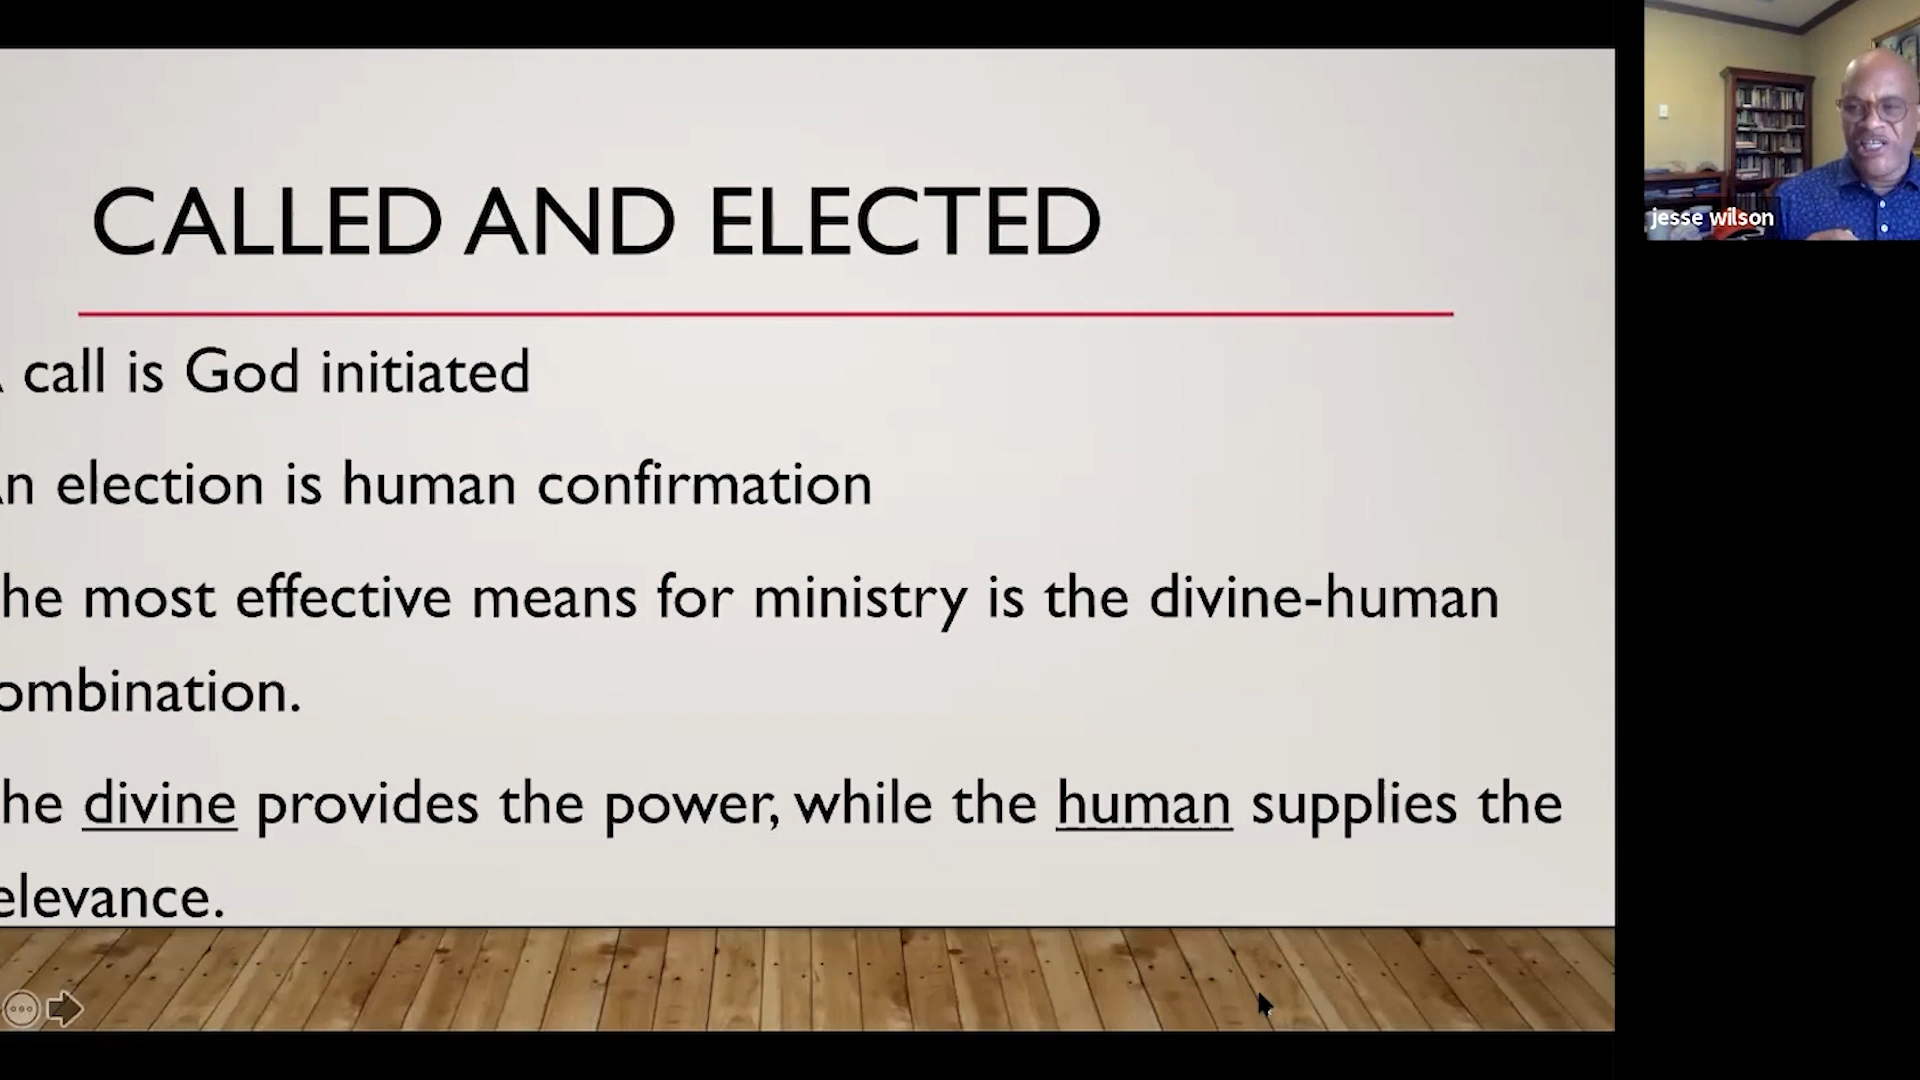 CALLED AND ELECTED
call is God initiated
n election is human confirmation
he most effective means for ministry is the divine-human
ombination.
he divine provides the power, while the human supplies the
elevance.
jesse wilson